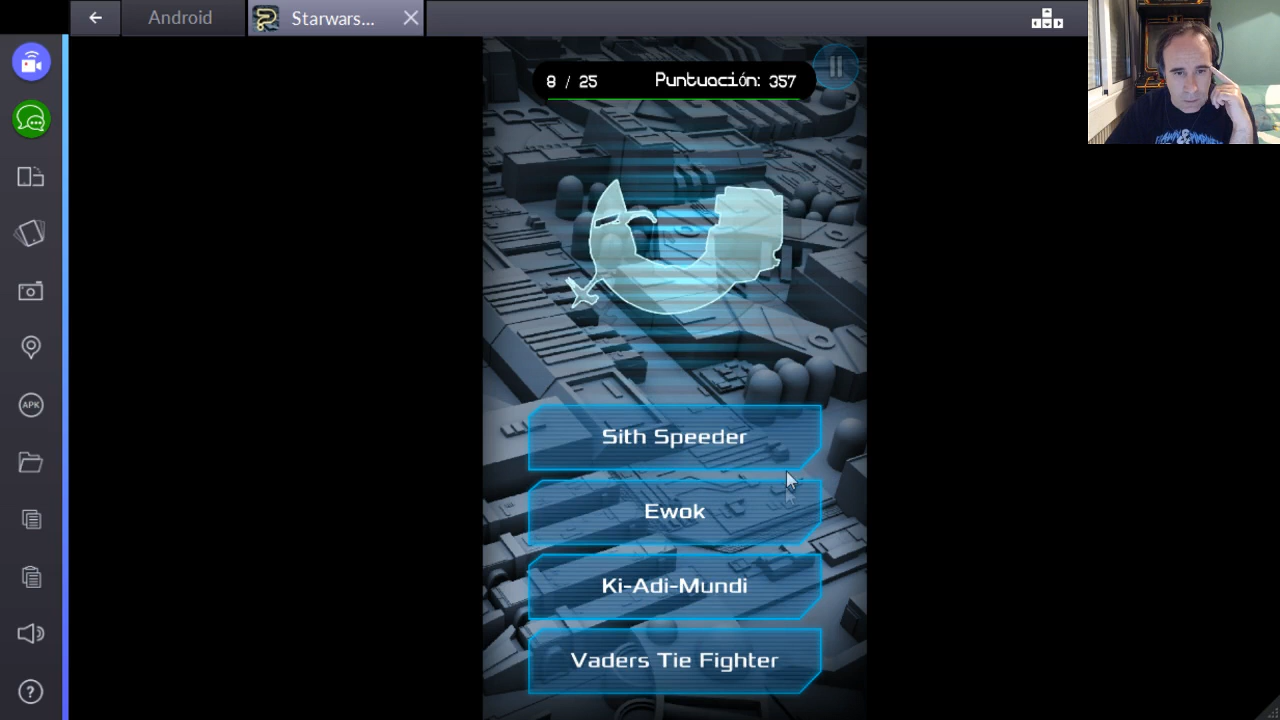 Android
Starwars...
8 / 25
Puntuación: 357
Sith Speeder
APK
Ewok
Ki-Adi-Mundi
Vaders Tie Fighter